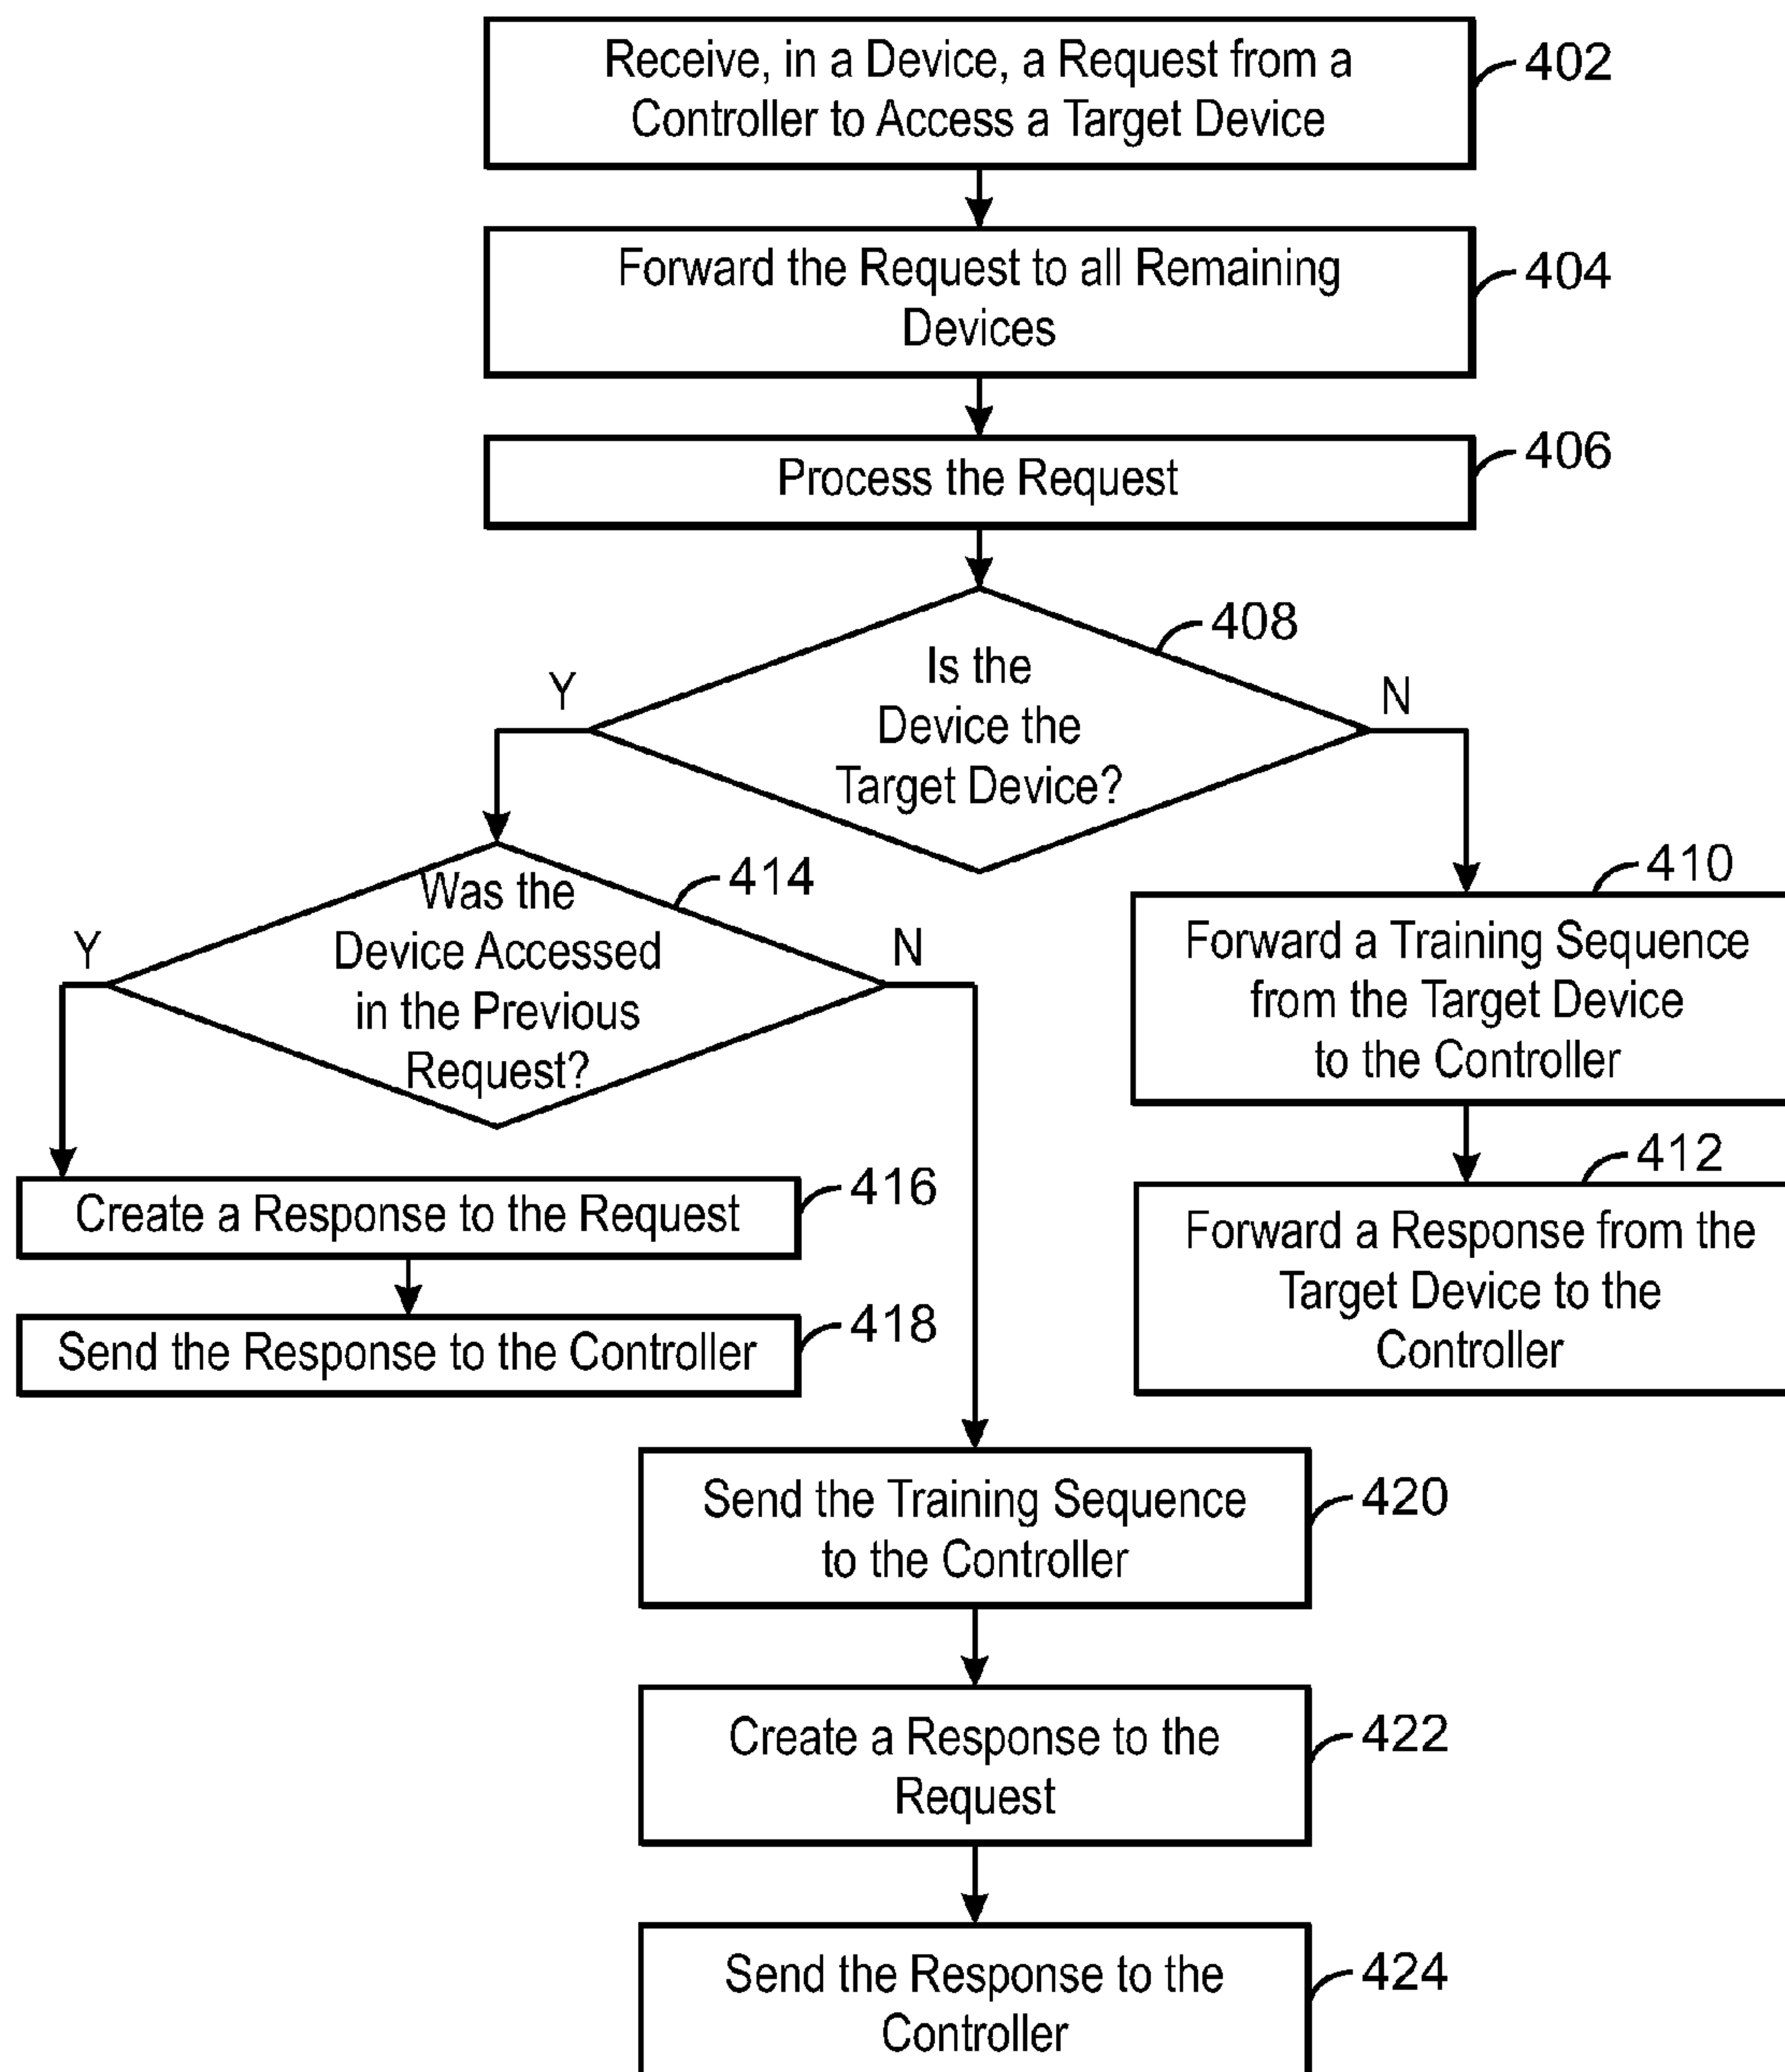 Receive, in a Device, a Request from a
Controller to Access a Target Device
402
Forward the Request to all Remaining
Devices
404
Process the Request
406
408
Is the
Device the
Target Device?
Y
N
414
Was the
Device Accessed
in the Previous
Request?
Y
N
410
Forward a Training Sequence
from the Target Device
to the Controller
412
Forward a Response from the
Target Device to the
Controller
Create a Response to the Request
416
Send the Response to the Controller
418
Send the Training Sequence
to the Controller
420
Create a Response to the
Request
422
Send the Response to the
Controller
424